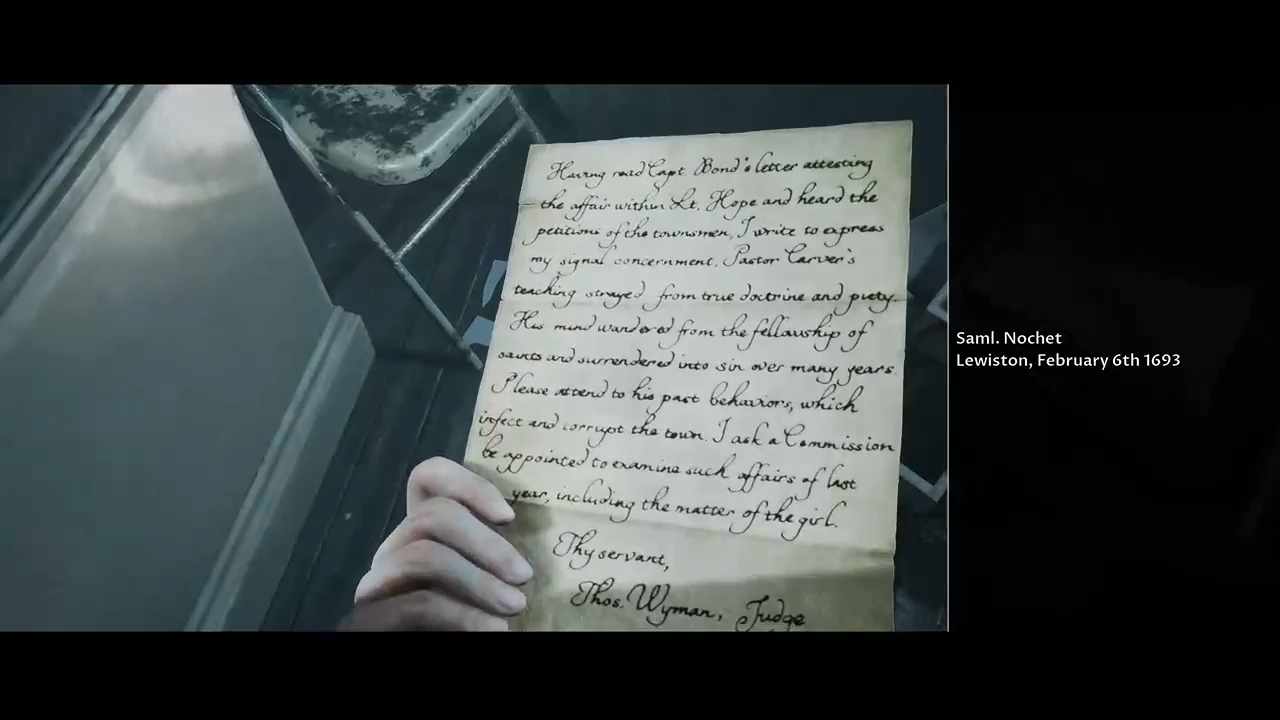 Having read Capt. Bond's letter attesting
the affair within Lt. Hope and heard the
petitions of the townsmen, I write to express
my signal concernment. Pastor Carver's
teaching strayed from true doctrine and piety.
His mind wandered from the fellowship of
saints and surrendered into sin over many years.
Please attend to his past behaviors, which
infect and corrupt the town. I ask a Commission
be appointed to examine such affairs of last
year, including the matter of the girl.
Thy servant,
Thos. Wyman, Judge
Saml. Nochet
Lewiston, February 6th 1693